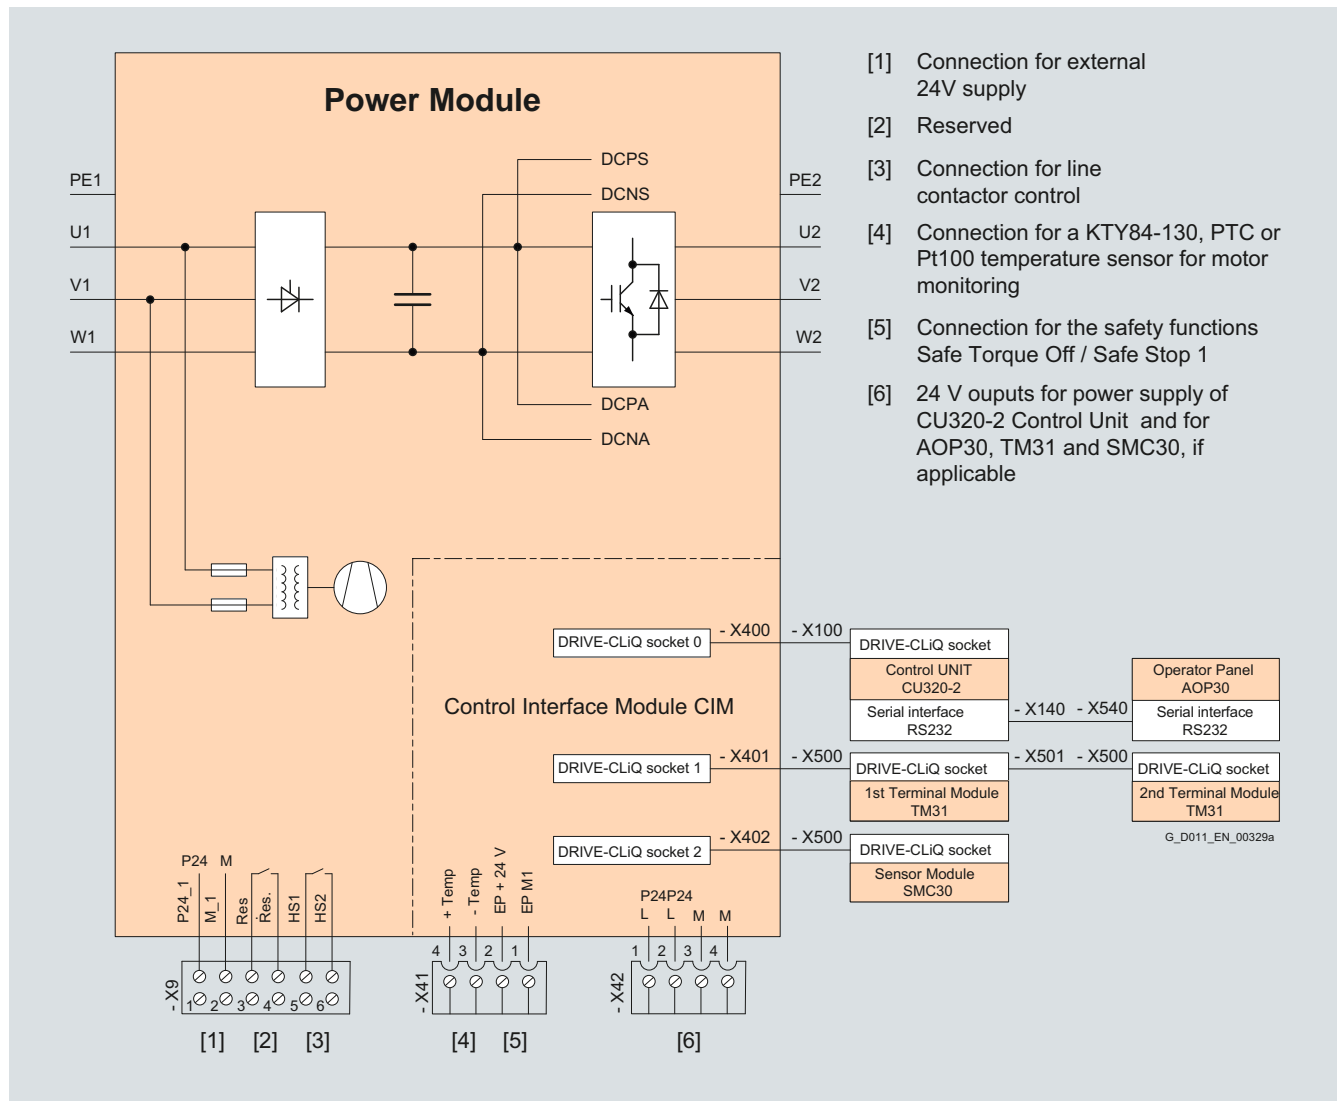 Power Module
PE1
U1
V1
W1
DCPS
DCNS
DCPA
DCNA
PE2
U2
V2
W2
[1] Connection for external
24V supply
[2] Reserved
[3] Connection for line
contactor control
[4] Connection for a KTY84-130, PTC or
Pt100 temperature sensor for motor
monitoring
[5] Connection for the safety functions
Safe Torque Off / Safe Stop 1
[6] 24 V ouputs for power supply of
CU320-2 Control Unit and for
AOP30, TM31 and SMC30, if
applicable
Control Interface Module CIM
DRIVE-CLiQ socket 0
- X400
- X100
DRIVE-CLiQ socket
Control UNIT
CU320-2
Serial interface
RS232
- X140
- X540
Operator Panel
AOP30
Serial interface
RS232
DRIVE-CLiQ socket 1
- X401
- X500
DRIVE-CLiQ socket
1st Terminal Module
TM31
- X501
- X500
DRIVE-CLiQ socket
2nd Terminal Module
TM31
G_D011_EN_00329a
DRIVE-CLiQ socket 2
- X402
- X500
DRIVE-CLiQ socket
Sensor Module
SMC30
P24 M
P24_1
M_1
Res
Res.
HS1
HS2
- X9
1 2 3 4 5 6
[1] [2] [3]
+ Temp
- Temp
EP + 24 V
EP M1
4 3 2 1
- X41
[4] [5]
P24P24
L L M M
1 2 3 4
- X42
[6]